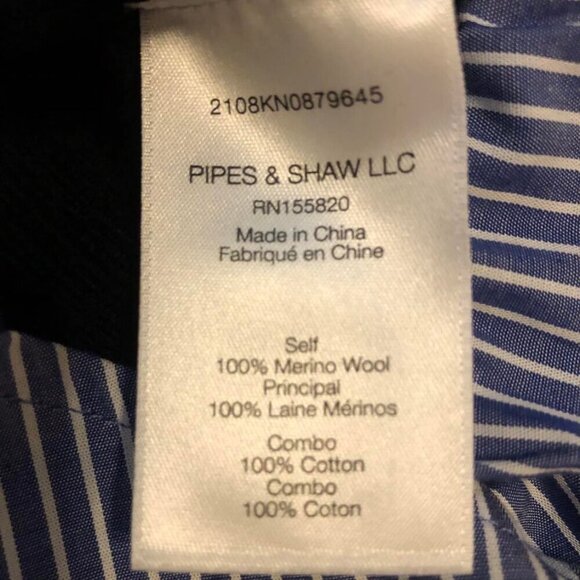 2108KN0879645
PIPES & SHAW LLC
RN155820
Made in China
Fabriqué en Chine
Self
100% Merino Wool
Principal
100% Laine Mérinos
Combo
100% Cotton
Combo
100% Coton